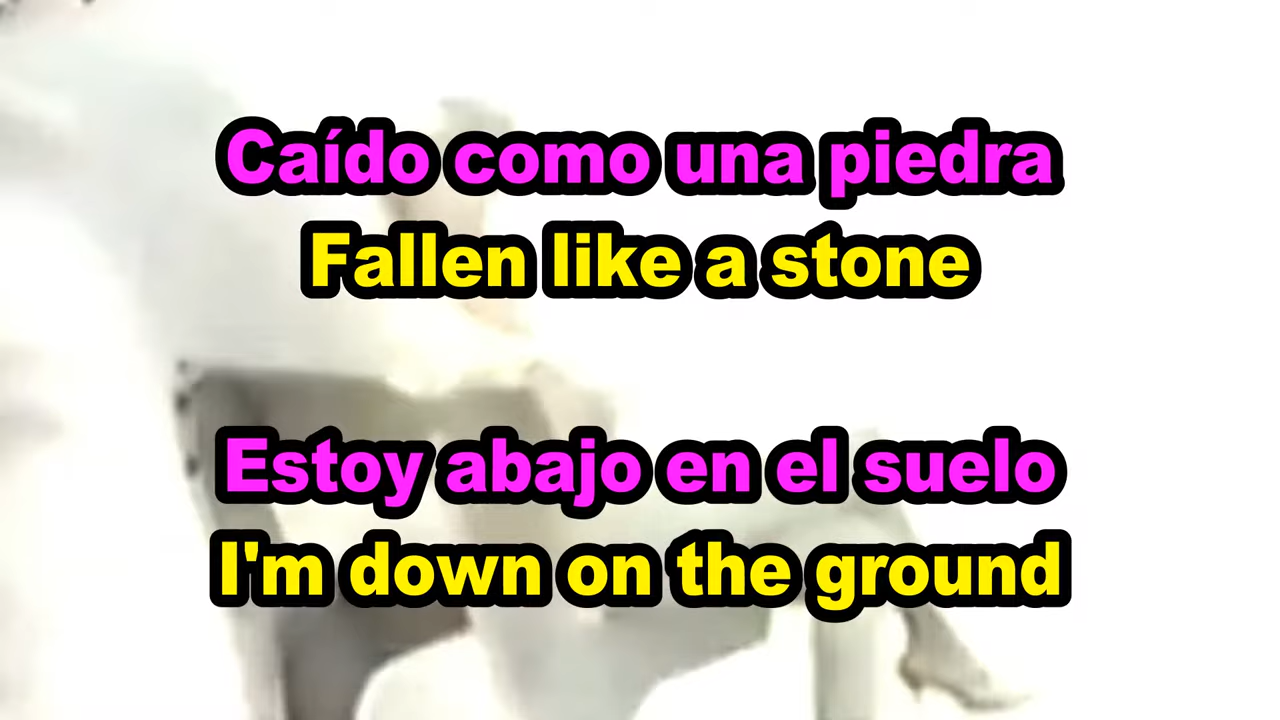 Caído como una piedra
Fallen like a stone
Estoy abajo en el suelo
I'm down on the ground